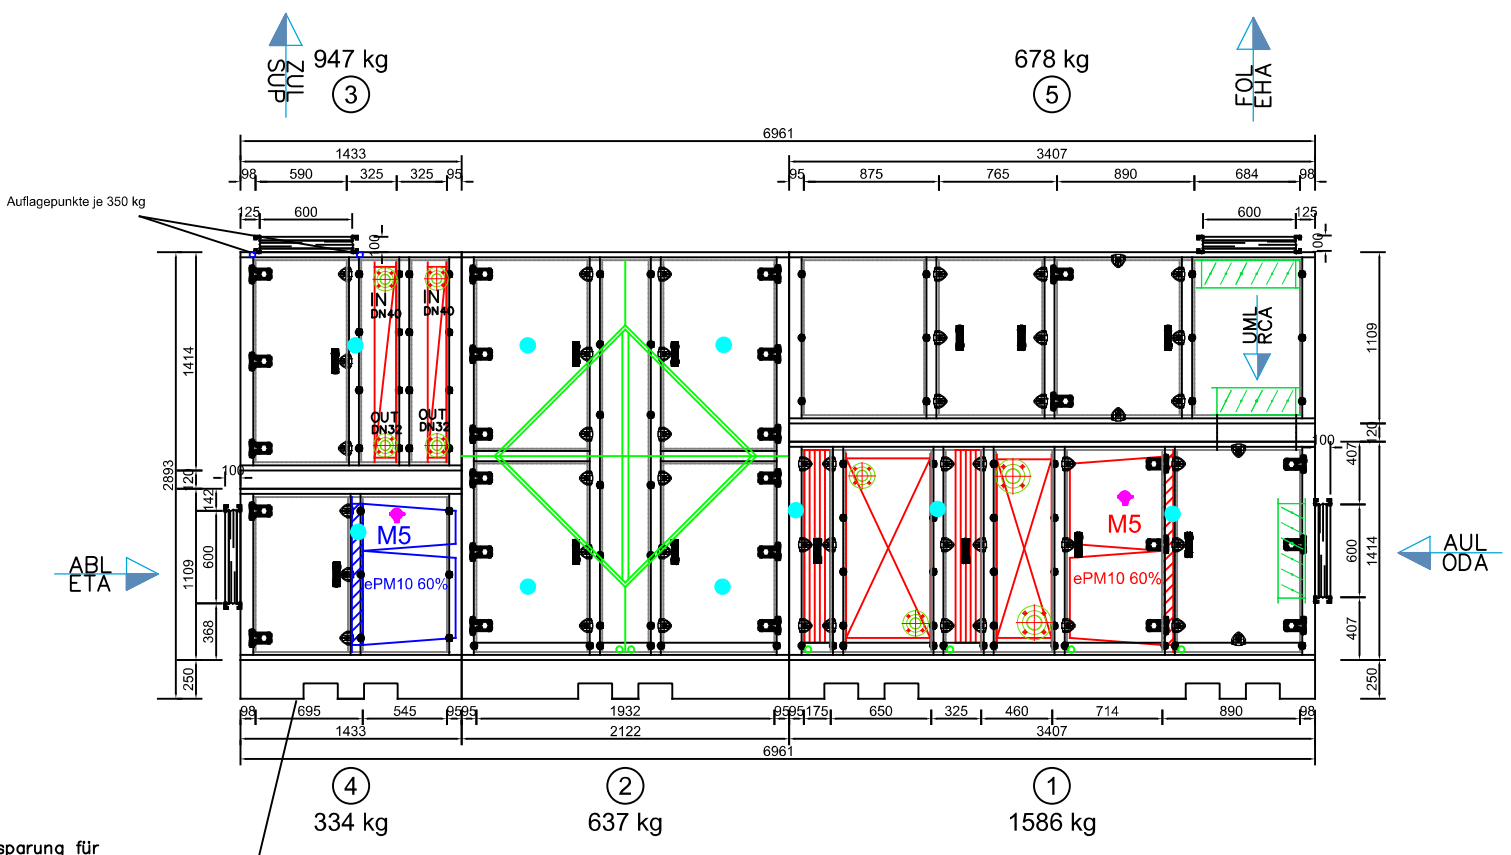 ZUL
SUP
947 kg
3
678 kg
5
FOL
EHA
6961
1433
3407
98
590
325
325
95
95
875
765
890
684
98
Auflagepunkte je 350 kg
125
600
100
600
125
100
IN
DN40
IN
DN40
UML
RCA
1414
1109
OUT
DN32
OUT
DN32
2893
120
100
120
100
407
142
M5
M5
ABL
ETA
1109
600
ePM10 60%
ePM10 60%
600
1414
AUL
ODA
368
407
250
250
98
695
545
95
95
1932
95
95
175
650
325
460
714
890
98
1433
2122
3407
6961
4
2
1
334 kg
637 kg
1586 kg
sparung für